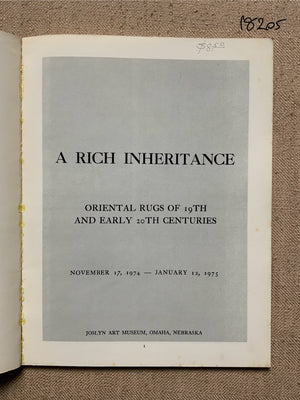 18205
A RICH INHERITANCE
ORIENTAL RUGS OF 19TH
AND EARLY 20TH CENTURIES
NOVEMBER 17, 1974 — JANUARY 12, 1975
JOSLYN ART MUSEUM, OMAHA, NEBRASKA